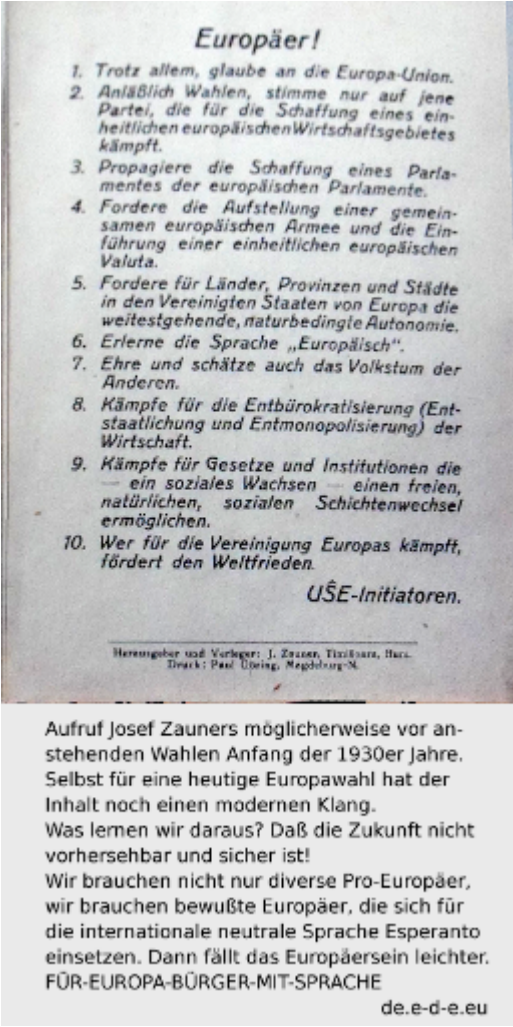 Europäer!
1. Trotz allem, glaube an die Europa-Union.
2. Anläßlich Wahlen, stimme nur auf jene
Partei, die für die Schaffung eines ein-
heitlichen europäischen Wirtschaftsgebietes
kämpft.
3. Propagiere die Schaffung eines Parla-
mentes der europäischen Parlamente.
4. Fordere die Aufstellung einer gemein-
samen europäischen Armee und die Ein-
führung einer einheitlichen europäischen
Valuta.
5. Fordere für Länder, Provinzen und Städte
in den Vereinigten Staaten von Europa die
weitestgehende, naturbedingte Autonomie.
6. Erlerne die Sprache „Europäisch“.
7. Ehre und schätze auch das Volkstum der
Anderen.
8. Kämpfe für die Entbürokratisierung (Ent-
staatlichung und Entmonopolisierung) der
Wirtschaft.
9. Kämpfe für Gesetze und Institutionen die
— ein soziales Wachsen — einen freien,
natürlichen, sozialen Schichtenwechsel
ermöglichen.
10. Wer für die Vereinigung Europas kämpft,
fördert den Weltfrieden.
UŜE-Initiatoren.
Herausgeber und Verleger: J. Zauner,
Druck: Paul Magdeburg-N.
Aufruf Josef Zauners möglicherweise vor an-
stehenden Wahlen Anfang der 1930er Jahre.
Selbst für eine heutige Europawahl hat der
Inhalt noch einen modernen Klang.
Was lernen wir daraus? Daß die Zukunft nicht
vorhersehbar und sicher ist!
Wir brauchen nicht nur diverse Pro-Europäer,
wir brauchen bewußte Europäer, die sich für
die internationale neutrale Sprache Esperanto
einsetzen. Dann fällt das Europäersein leichter.
FÜR-EUROPA-BÜRGER-MIT-SPRACHE
de.e-d-e.eu